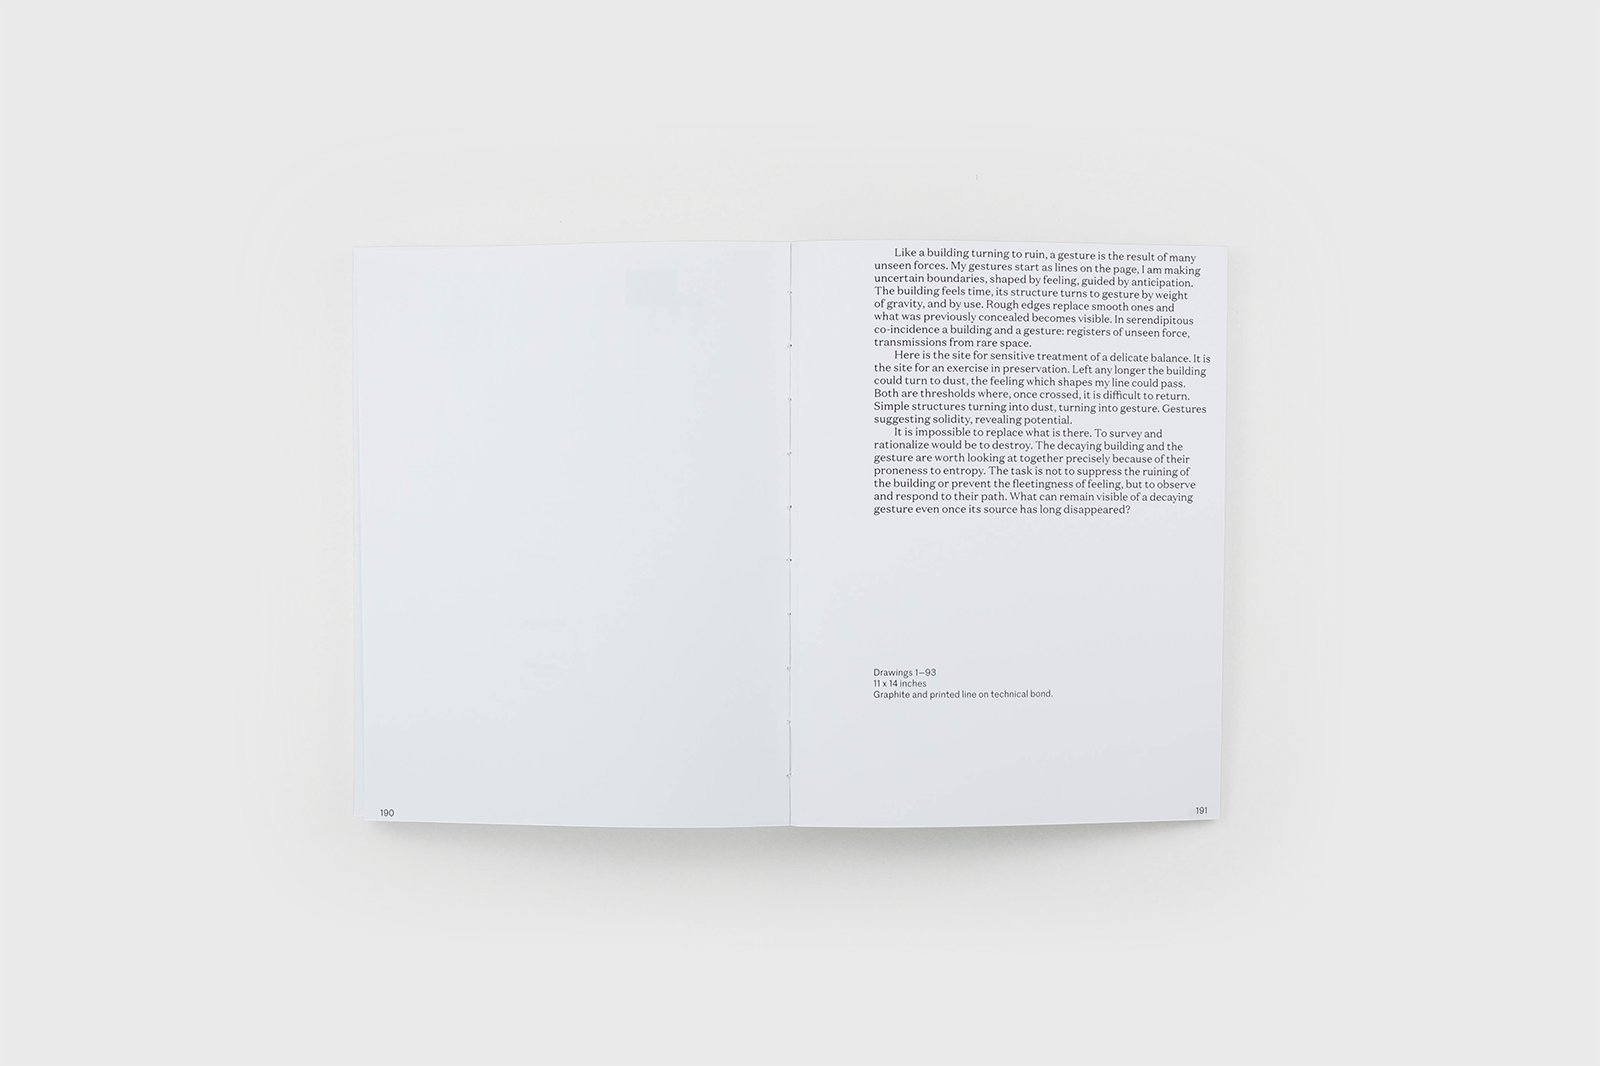 Like a building turning to ruin, a gesture is the result of many
unseen forces. My gestures start as lines on the page, I am making
uncertain boundaries, shaped by feeling, guided by anticipation.
The building feels time, its structure turns to gesture by weight
of gravity, and by use. Rough edges replace smooth ones and
what was previously concealed becomes visible. In serendipitous
co-incidence a building and a gesture: registers of unseen force,
transmissions from rare space.
Here is the site for sensitive treatment of a delicate balance. It is
the site for an exercise in preservation. Left any longer the building
could turn to dust, the feeling which shapes my line could pass.
Both are thresholds where, once crossed, it is difficult to return.
Simple structures turning into dust, turning into gesture. Gestures
suggesting solidity, revealing potential.
It is impossible to replace what is there. To survey and
rationalize would be to destroy. The decaying building and the
gesture are worth looking at together precisely because of their
proneness to entropy. The task is not to suppress the ruining of
the building or prevent the fleetingness of feeling, but to observe
and respond to their path. What can remain visible of a decaying
gesture even once its source has long disappeared?
Drawings 1–93
11 x 14 inches
Graphite and printed line on technical bond.
190
191